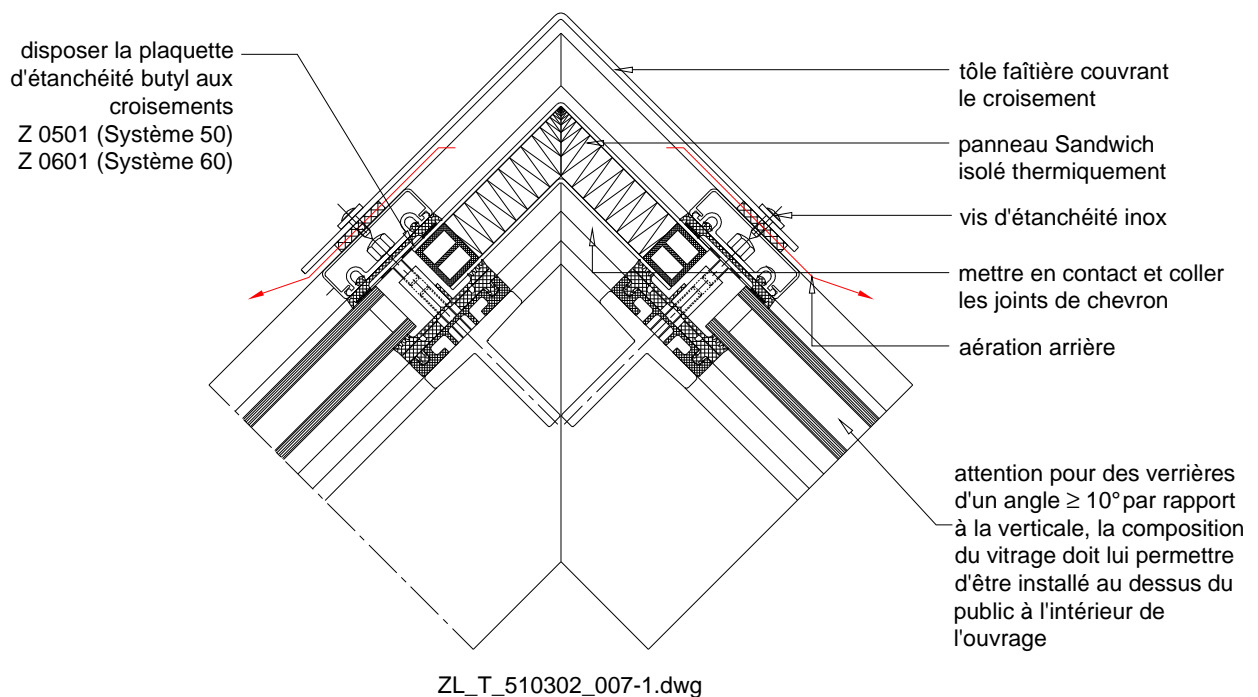 disposer la plaquette
d'étanchéité butyl aux
croisements
Z 0501 (Système 50)
Z 0601 (Système 60)
tôle faîtière couvrant
le croisement
panneau Sandwich
isolé thermiquement
vis d'étanchéité inox
mettre en contact et coller
les joints de chevron
aération arrière
attention pour des verrières
d'un angle ≥ 10° par rapport
à la verticale, la composition
du vitrage doit lui permettre
d'être installé au dessus du
public à l'intérieur de
l'ouvrage
ZL_T_510302_007-1.dwg